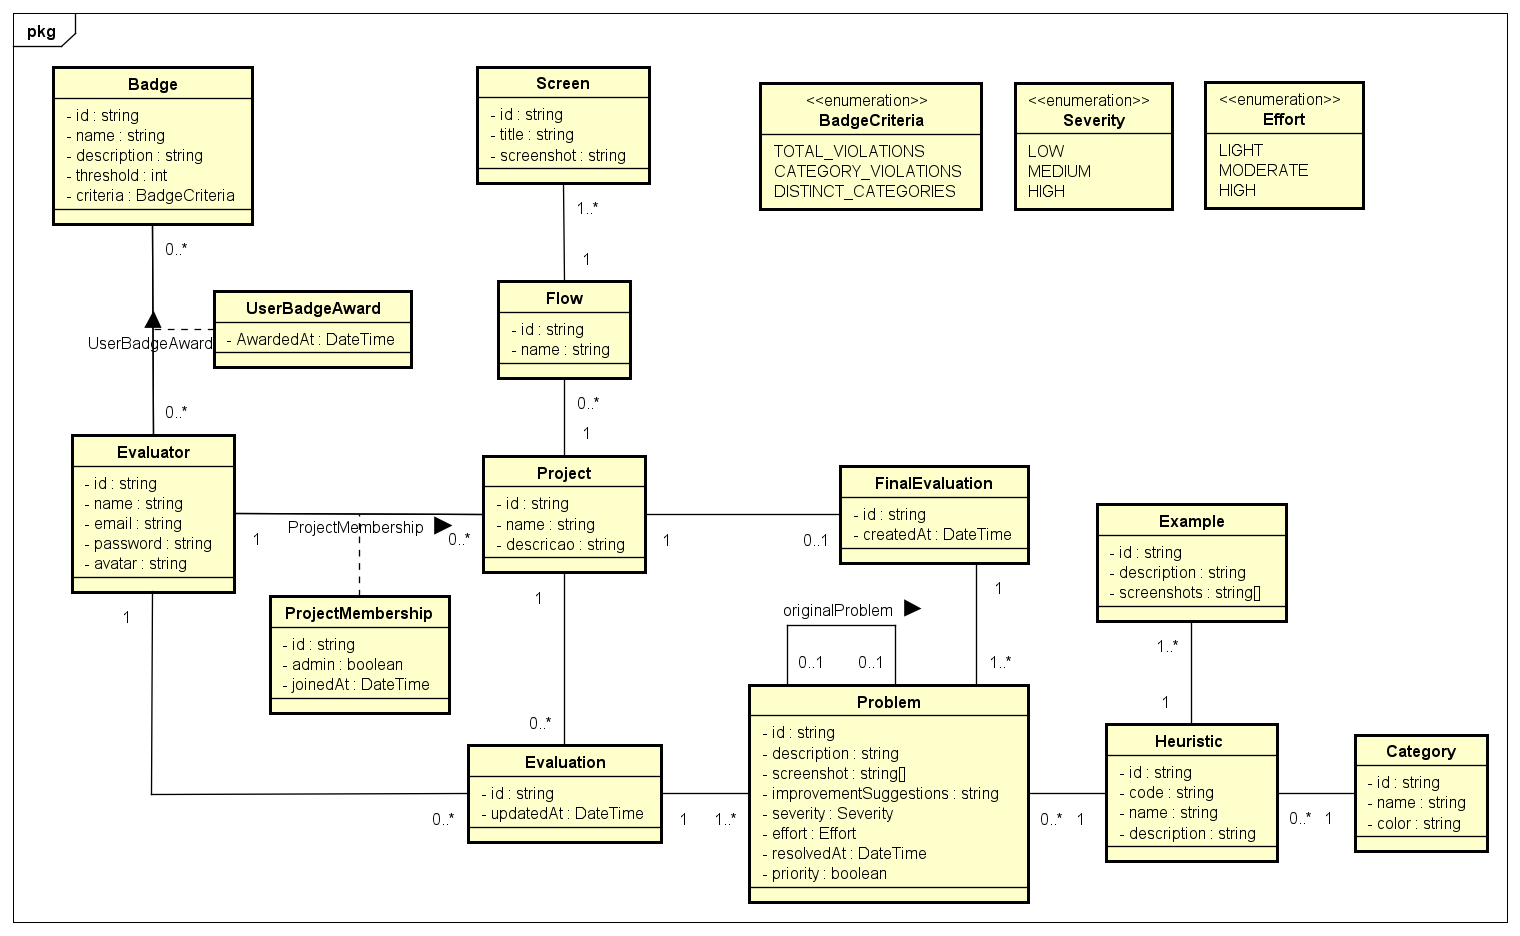 pkg
Badge
- id : string
- name : string
- description : string
- threshold : int
- criteria : BadgeCriteria
Screen
- id : string
- title : string
- screenshot : string
<<enumeration>>
BadgeCriteria
TOTAL_VIOLATIONS
CATEGORY_VIOLATIONS
DISTINCT_CATEGORIES
<<enumeration>>
Severity
LOW
MEDIUM
HIGH
<<enumeration>>
Effort
LIGHT
MODERATE
HIGH
0..*
UserBadgeAward
0..*
UserBadgeAward
- AwardedAt : DateTime
1..*
1
Flow
- id : string
- name : string
0..*
1
Evaluator
- id : string
- name : string
- email : string
- password : string
- avatar : string
1
ProjectMembership
0..*
1
ProjectMembership
- id : string
- admin : boolean
- joinedAt : DateTime
Project
- id : string
- name : string
- descricao : string
1
0..1
1
0..*
FinalEvaluation
- id : string
- createdAt : DateTime
1
1..*
originalProblem
0..1
0..1
Example
- id : string
- description : string
- screenshots : string[]
1..*
1
Evaluation
- id : string
- updatedAt : DateTime
0..*
1
1..*
Problem
- id : string
- description : string
- screenshot : string[]
- improvementSuggestions : string
- severity : Severity
- effort : Effort
- resolvedAt : DateTime
- priority : boolean
0..*
1
Heuristic
- id : string
- code : string
- name : string
- description : string
0..*
1
Category
- id : string
- name : string
- color : string